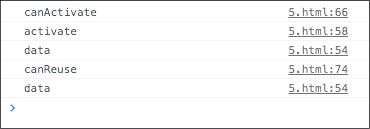 canActivate 5.html:66
activate 5.html:58
data 5.html:54
canReuse 5.html:74
data 5.html:54
>